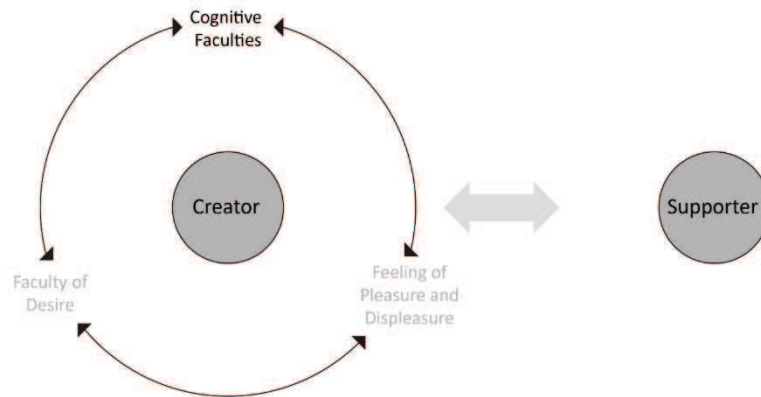 Cognitive
Faculties
Creator
Supporter
Faculty of
Desire
Feeling of
Pleasure and
Displeasure